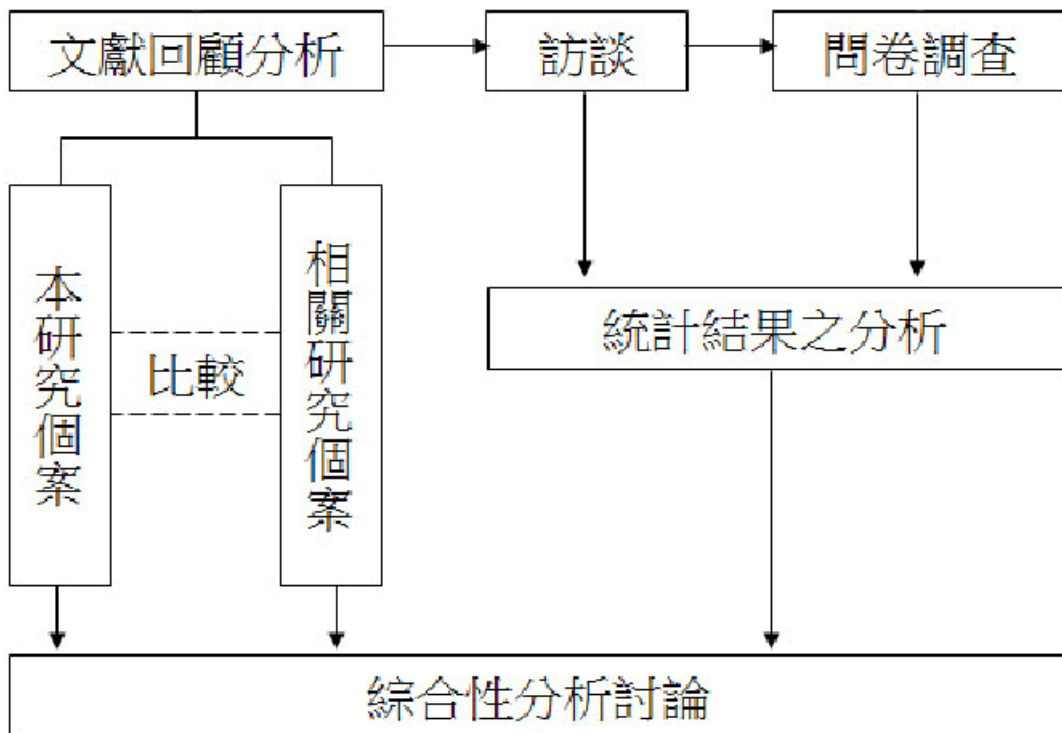 文獻回顧分析
訪談
問卷調查
本研究個案
比較
相關研究個案
統計結果之分析
綜合性分析討論